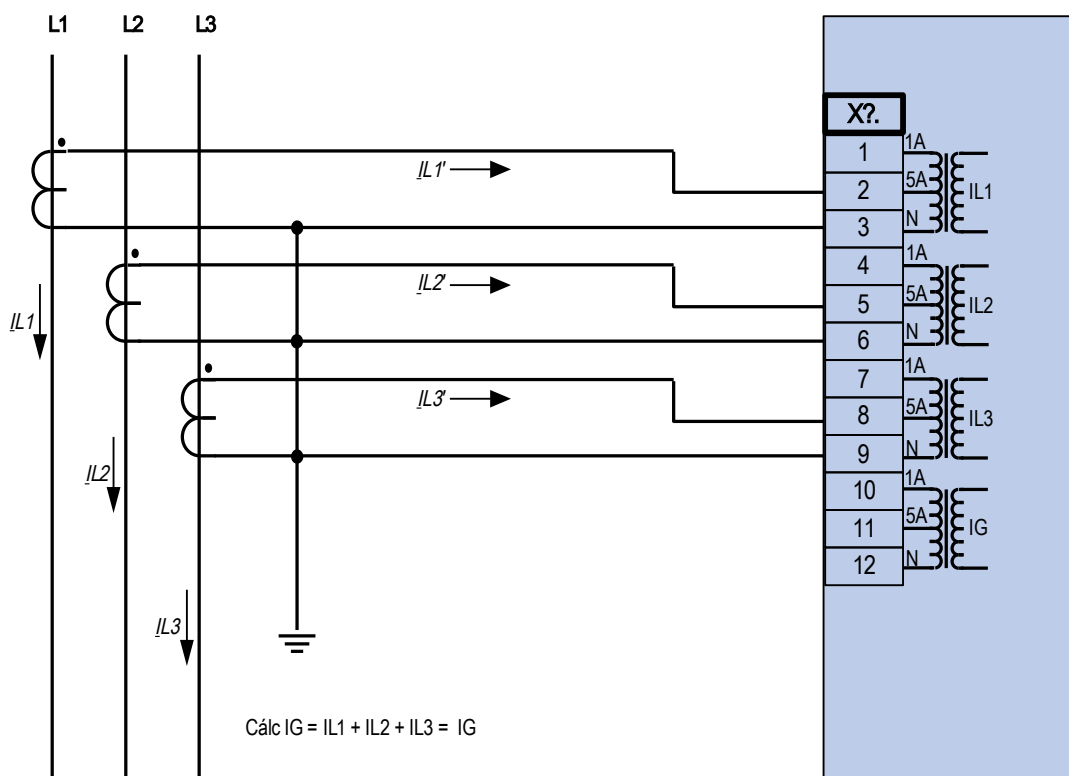 L1 L2 L3
X?.
1 1A
IL1'
2 5A IL1
3 N
4 1A
IL2'
5 5A IL2
IL1
6 N
7 1A
IL3'
8 5A IL3
9 N
IL2
10 1A
11 5A IG
12 N
IL3
Cálc IG = IL1 + IL2 + IL3 = IG